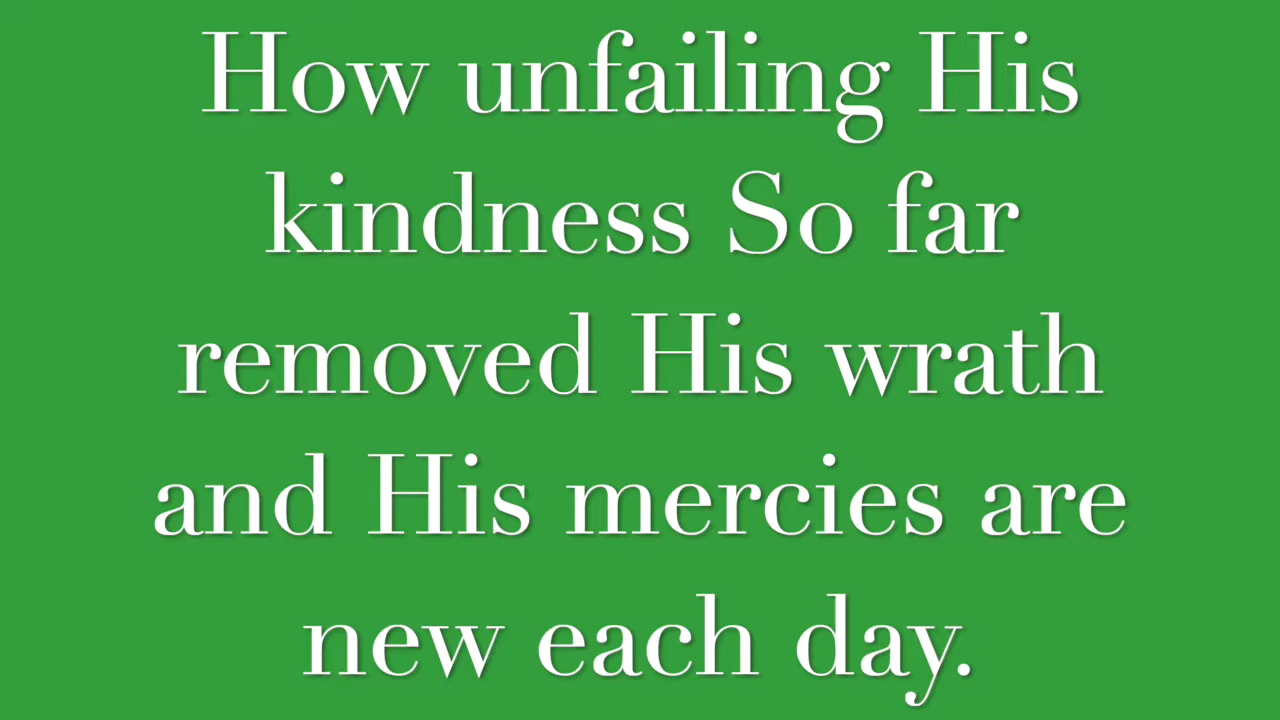 How unfailing His
kindness So far
removed His wrath
and His mercies are
new each day.